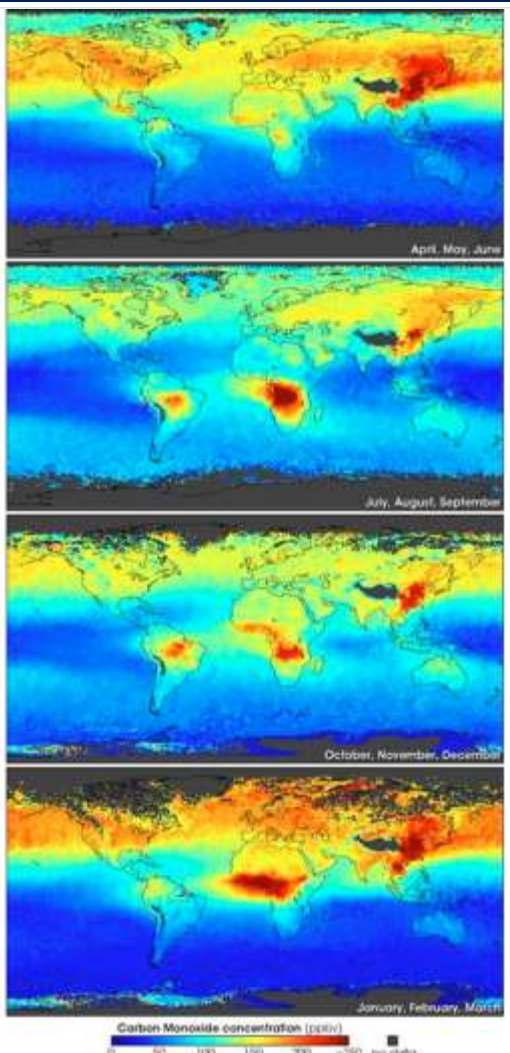 April, May, June
July, August, September
October, November, December
January, February, March
Carbon Monoxide concentration (ppbv)
0 50 100 150 200 250 no data